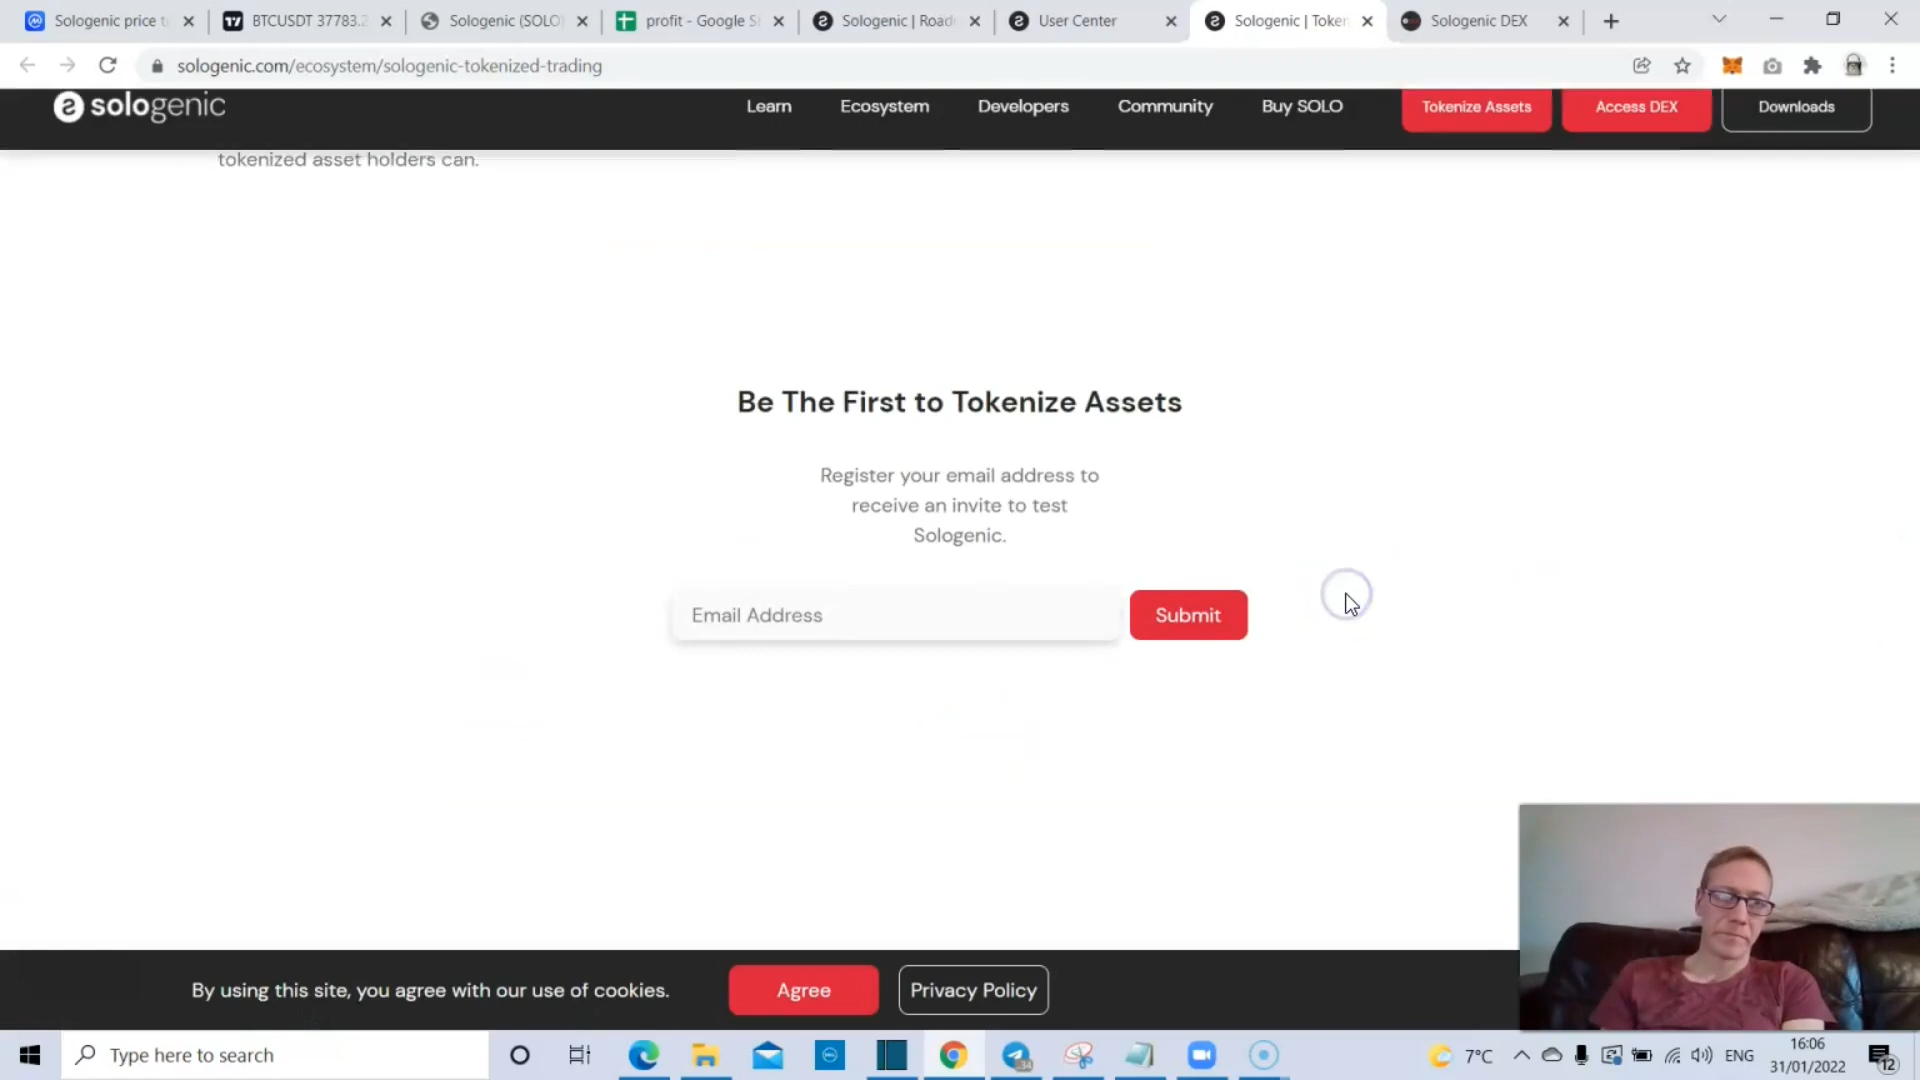 Sologenic price t
BTCUSDT 37783.2
Sologenic (SOLO)
profit - Google S
Sologenic | Road
User Center
Sologenic | Token
Sologenic DEX
sologenic.com/ecosystem/sologenic-tokenized-trading
sologenic
Learn
Ecosystem
Developers
Community
Buy SOLO
Tokenize Assets
Access DEX
Downloads
tokenized asset holders can.
Be The First to Tokenize Assets
Register your email address to
receive an invite to test
Sologenic.
Email Address
Submit
By using this site, you agree with our use of cookies.
Agree
Privacy Policy
Type here to search
7°C
ENG
16:06
31/01/2022
12